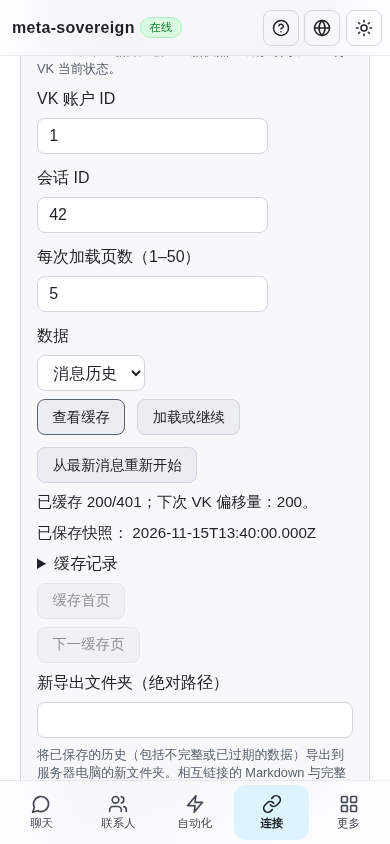 meta-sovereign 在线
VK 当前状态。
VK 账户 ID
1
会话 ID
42
每次加载页数（1–50）
5
数据
消息历史
查看缓存 加载或继续
从最新消息重新开始
已缓存 200/401；下次 VK 偏移量：200。
已保存快照： 2026-11-15T13:40:00.000Z
缓存记录
缓存首页
下一缓存页
新导出文件夹（绝对路径）
将已保存的历史（包括不完整或已过期的数据）导出到
服务器电脑的新文件夹。相互链接的 Markdown 与完整
聊天 联系人 自动化 连接 更多